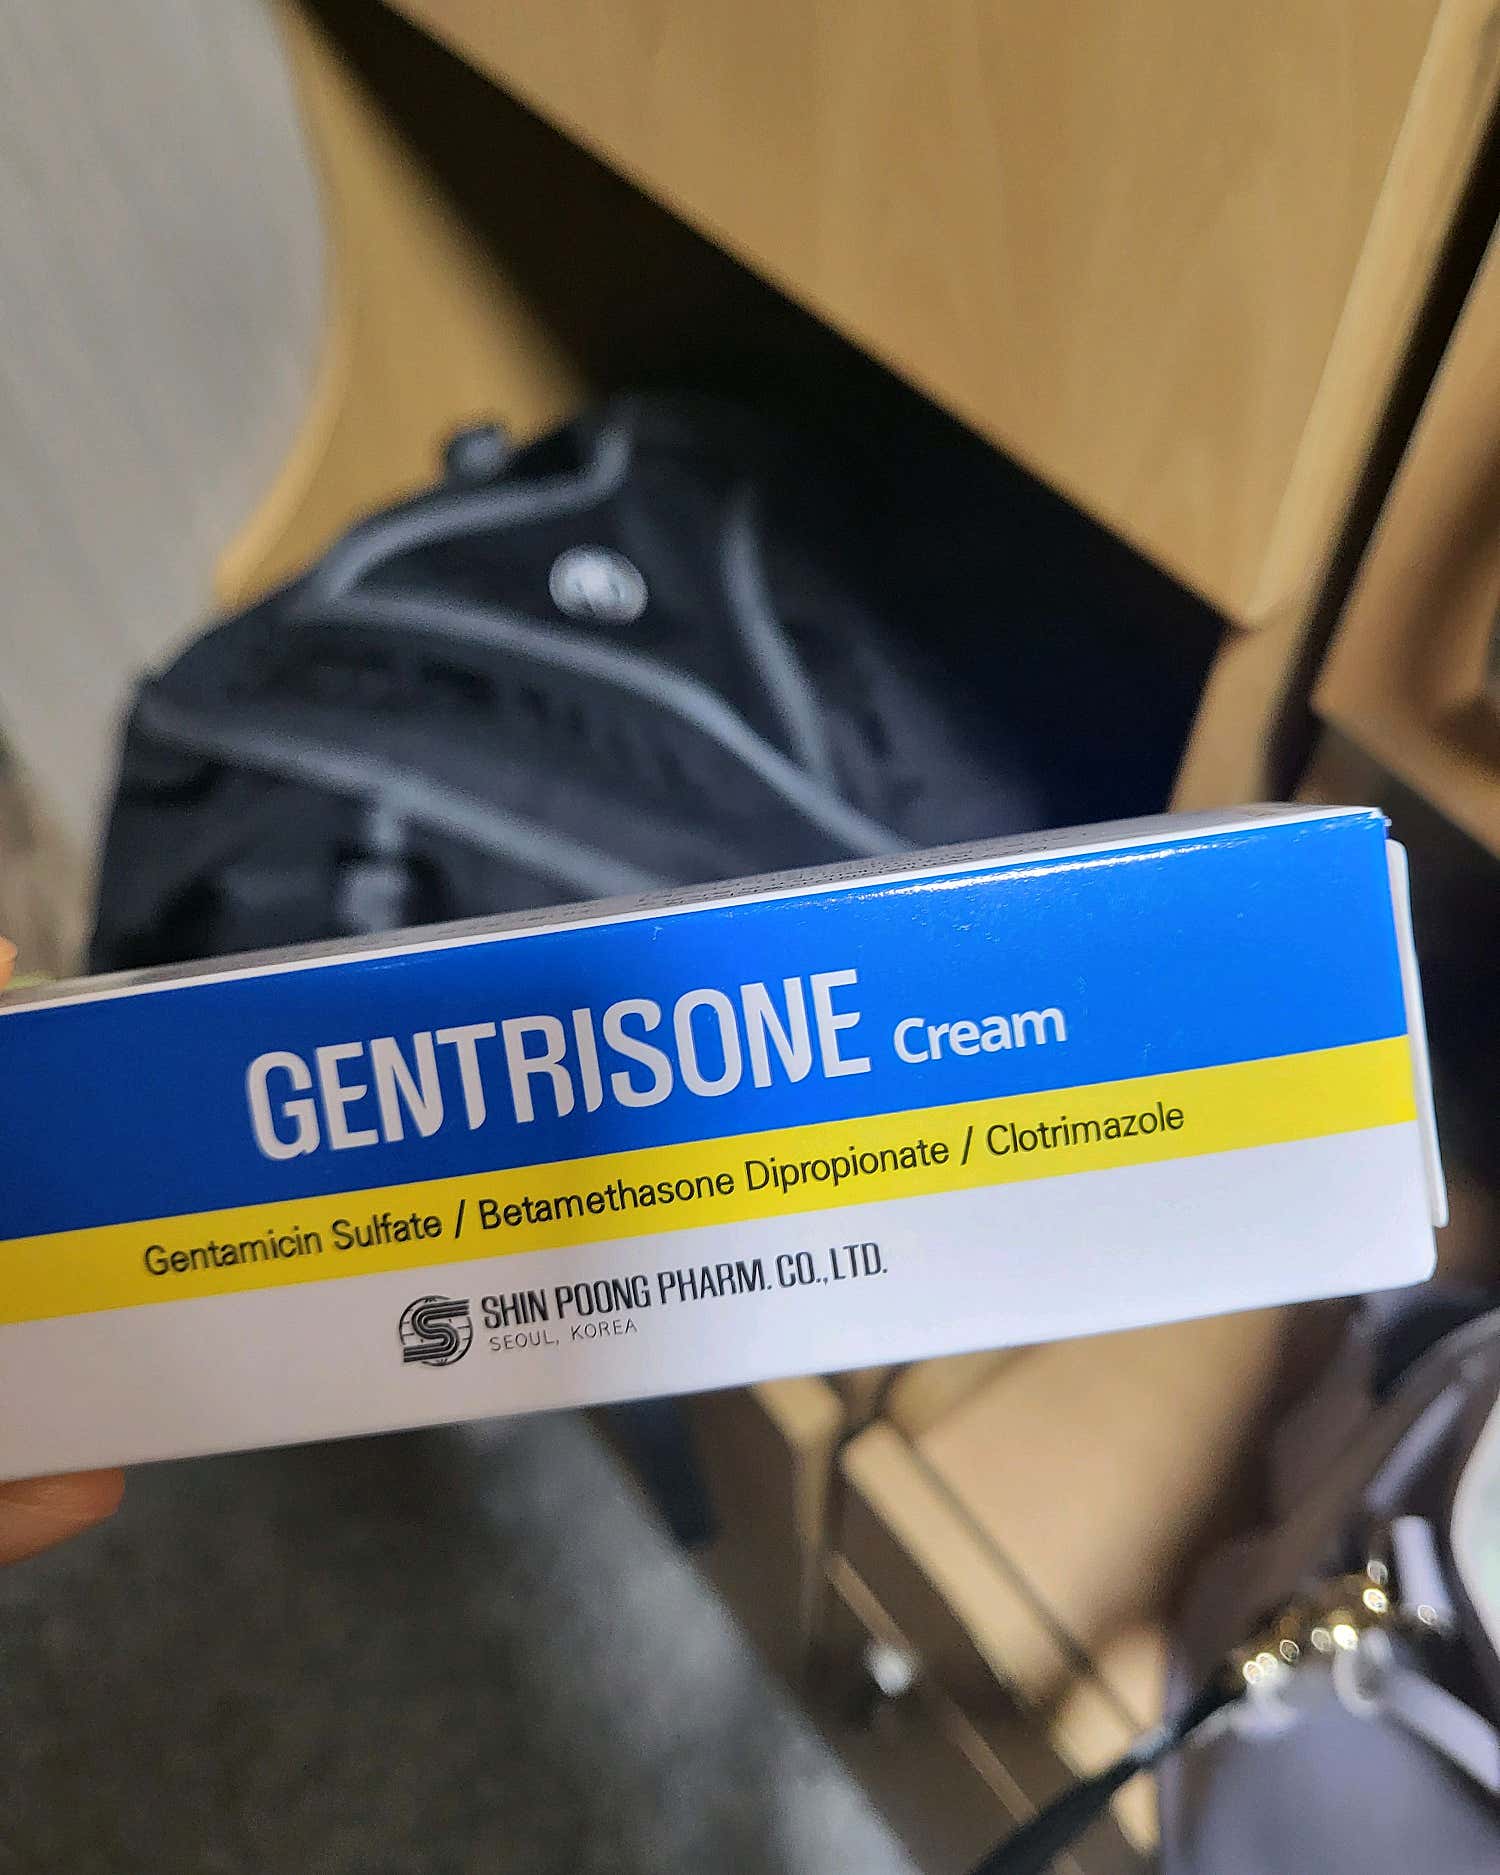 GENTRISONE Cream
Gentamicin Sulfate / Betamethasone Dipropionate / Clotrimazole
SHIN POONG PHARM. CO., LTD.
SEOUL, KOREA